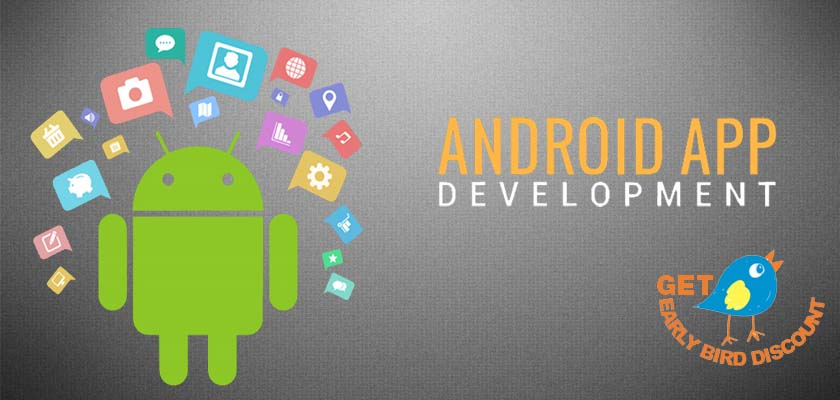 ANDROID APP
DEVELOPMENT
GET
EARLY BIRD DISCOUNT